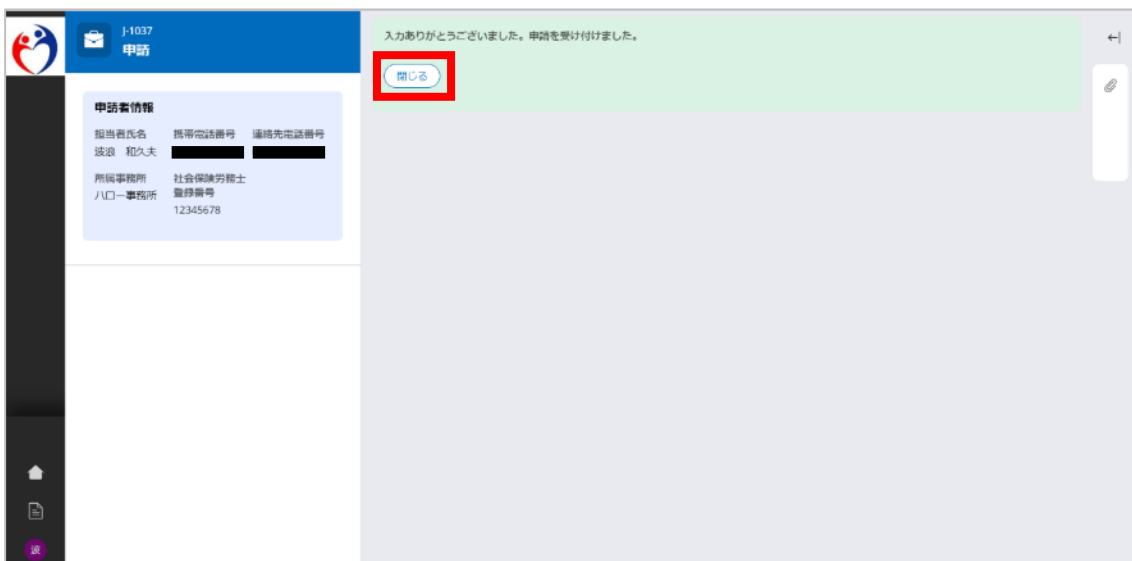 J-1037
申請
申請者情報
担当者氏名 携帯電話番号 連絡先電話番号
波浪 和久夫
所属事務所 社会保険労務士
登録番号
ハロー事務所
12345678
入力ありがとうございました。申請を受け付けました。
閉じる
波